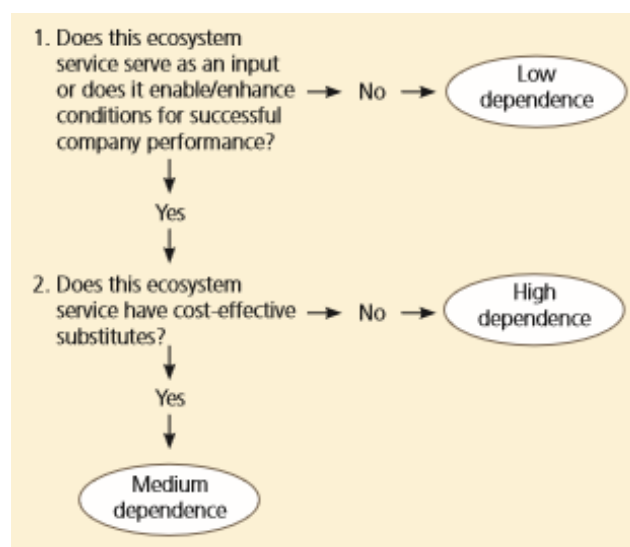 1. Does this ecosystem
service serve as an input
or does it enable/enhance
conditions for successful
company performance?
No
Low
dependence
Yes
2. Does this ecosystem
service have cost-effective
substitutes?
No
High
dependence
Yes
Medium
dependence